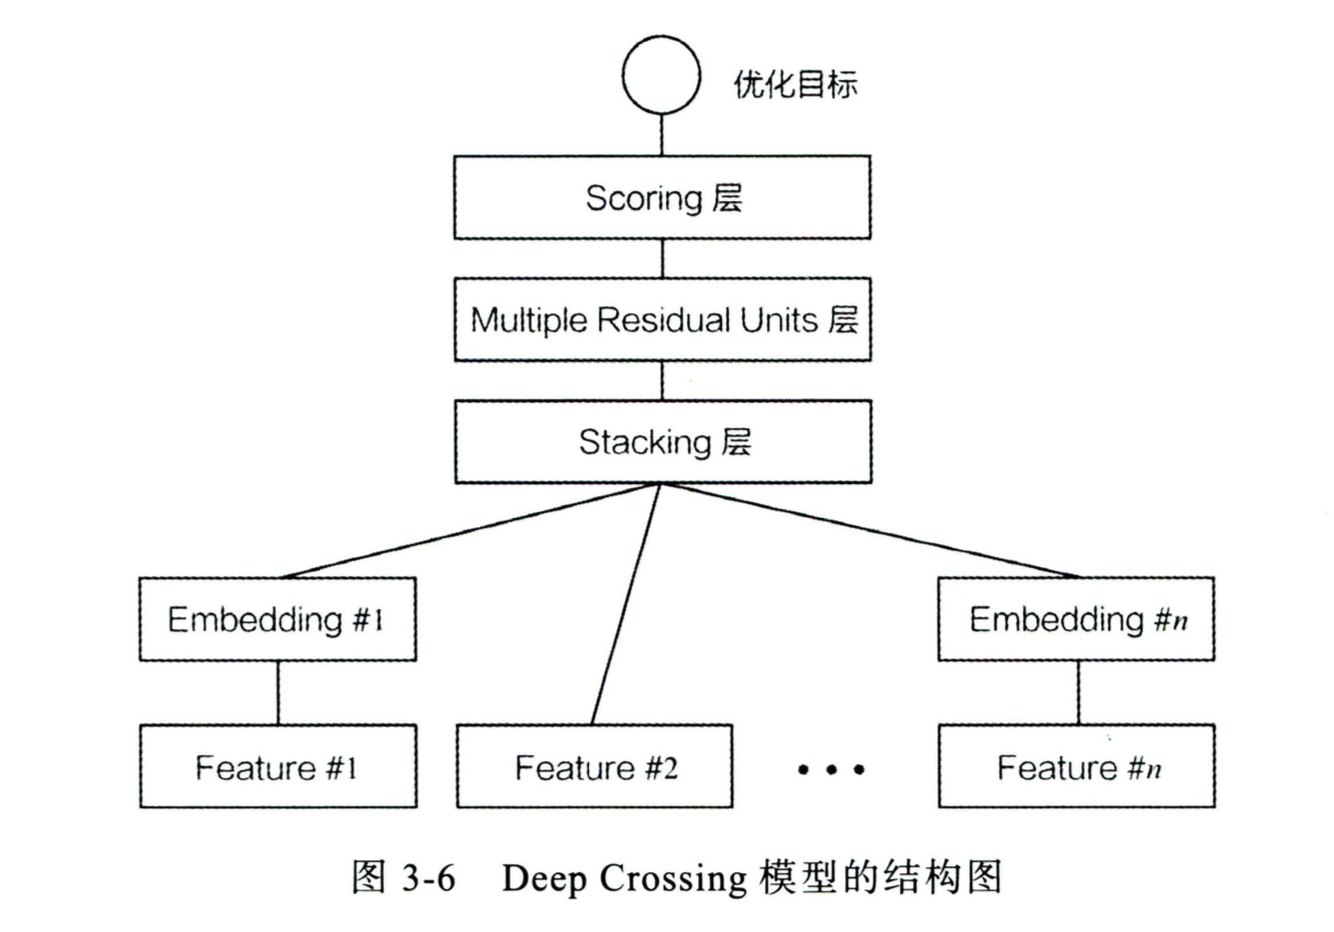 优化目标
Scoring 层
Multiple Residual Units 层
Stacking 层
Embedding #1
Embedding #n
Feature #1
Feature #2
• • •
Feature #n
图 3-6 Deep Crossing 模型的结构图